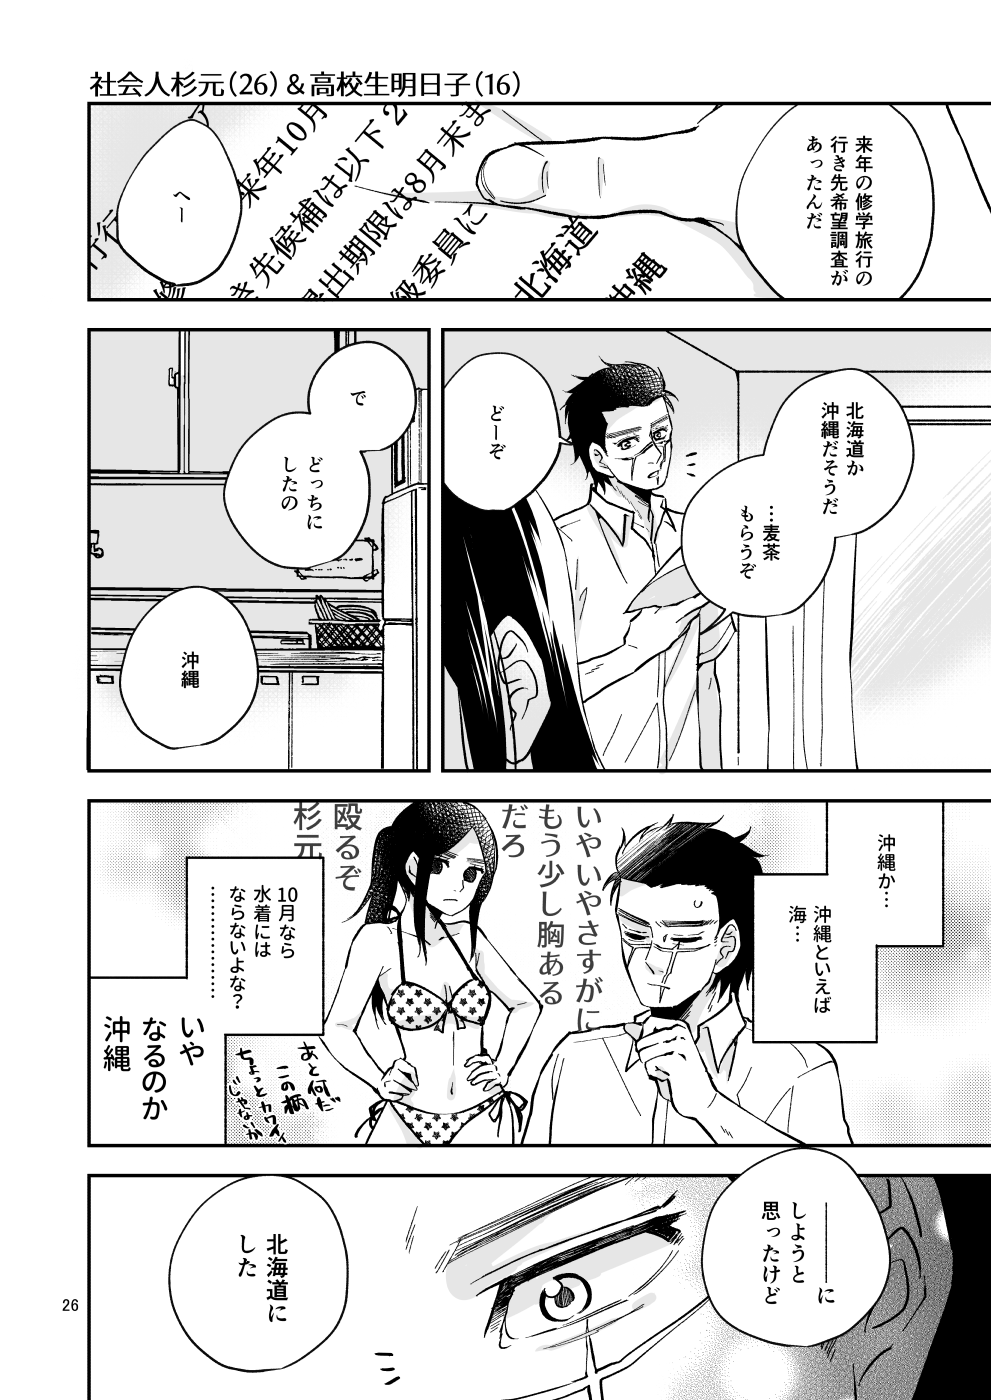 社会人杉元（26）＆高校生明日子（16）
来年の修学旅行の
行き先希望調査が
あったんだ
へー
来年10月
先候補は以下2
出期限は8月末ま
級委員に
北海道
沖縄
北海道か
沖縄だそうだ
…麦茶
もらうぞ
どーぞ
で
どっちに
したの
沖縄
沖縄か…
沖縄といえば
海…
いやいやさすがに
もう少し胸ある
だろ
殴るぞ
杉元
10月なら
水着には
ならないよな？
……………
あと何だ
この柄
ちょっとカワイイ
じゃないか
いや
なるのか
沖縄
――に
しようと
思ったけど
北海道に
した
26